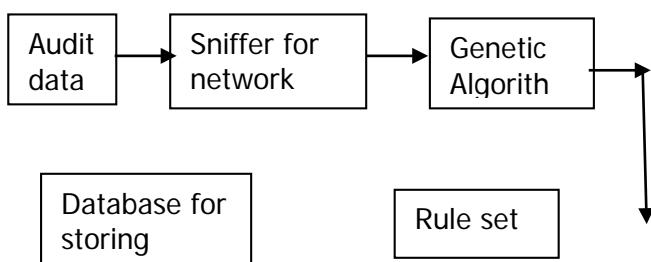 Audit
data
Sniffer for
network
Genetic
Algorith
Database for
storing
Rule set